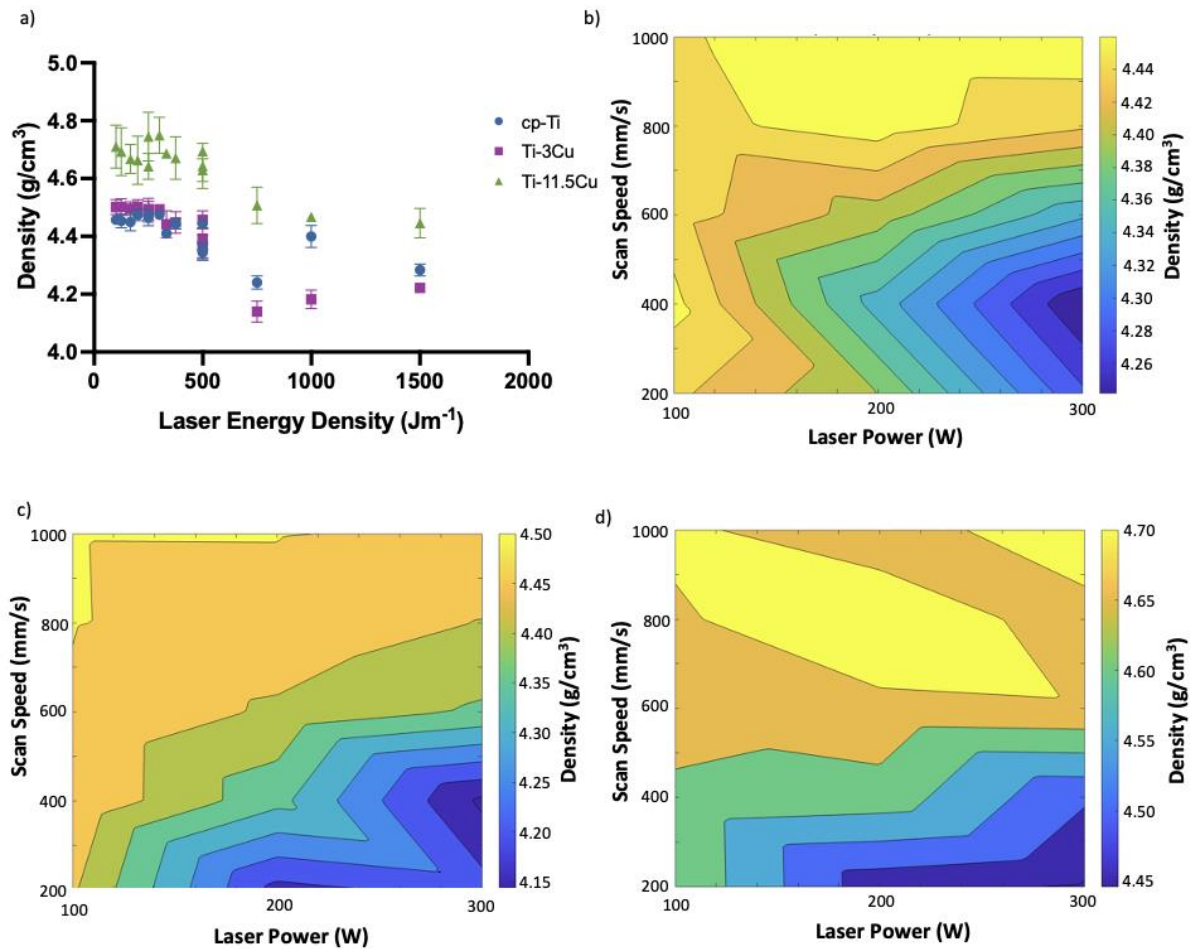 a)
5.0
4.8
4.6
4.4
4.2
4.0
0 500 1000 1500 2000
Density (g/cm³)
Laser Energy Density (Jm⁻¹)
cp-Ti
Ti-3Cu
Ti-11.5Cu
b)
1000
800
600
400
200
100 200 300
Scan Speed (mm/s)
Laser Power (W)
4.44
4.42
4.40
4.38
4.36
4.34
4.33
4.30
4.28
4.26
Density (g/cm³)
c)
1000
800
600
400
200
100 200 300
Scan Speed (mm/s)
Laser Power (W)
4.50
4.45
4.40
4.35
4.30
4.25
4.20
4.15
Density (g/cm³)
d)
1000
800
600
400
200
100 200 300
Scan Speed (mm/s)
Laser Power (W)
4.70
4.65
4.60
4.55
4.50
4.45
Density (g/cm³)